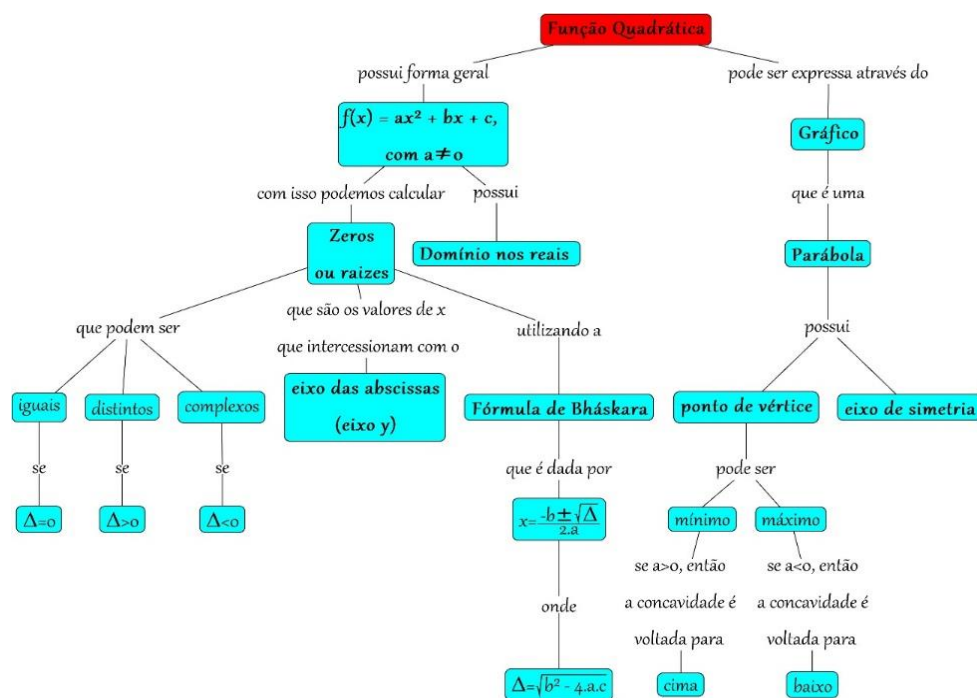 Função Quadrática
possui forma geral
pode ser expressa através do
f(x) = ax² + bx + c,
com a≠0
Gráfico
com isso podemos calcular
possui
que é uma
Zeros
ou raizes
Domínio nos reais
Parábola
que podem ser
que são os valores de x
que intercessionam com o
utilizando a
possui
iguais
distintos
complexos
eixo das abscissas
(eixo y)
Fórmula de Bháskara
ponto de vértice
eixo de simetria
se
se
se
que é dada por
pode ser
Δ=0
Δ>0
Δ<0
x=-b±√Δ/2.a
mínimo
máximo
onde
se a>0, então
a concavidade é
voltada para
se a<0, então
a concavidade é
voltada para
Δ=√b² - 4.a.c
cima
baixo